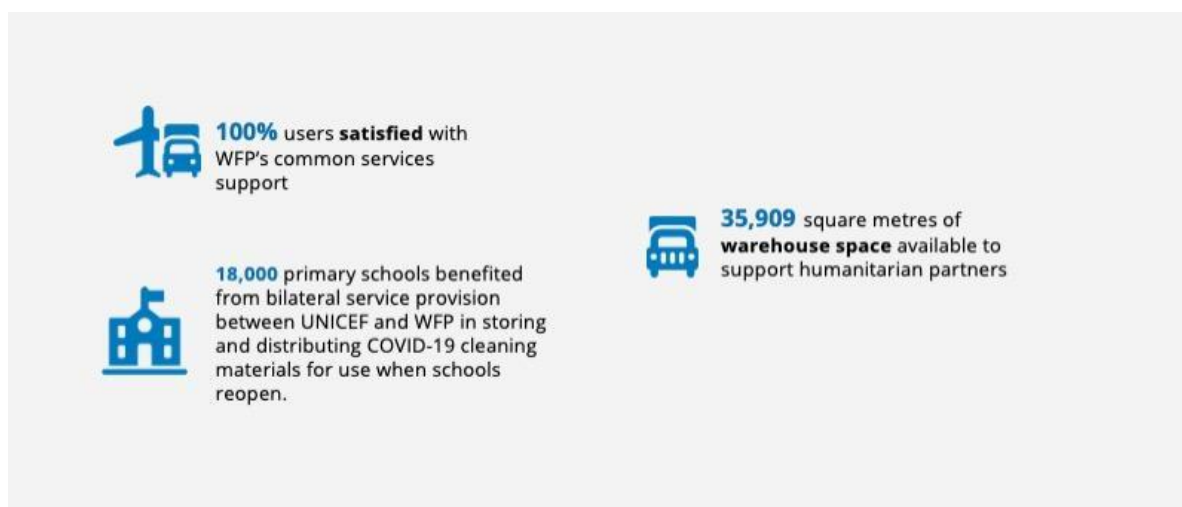 100% users satisfied with
WFP's common services
support
18,000 primary schools benefited
from bilateral service provision
between UNICEF and WFP in storing
and distributing COVID-19 cleaning
materials for use when schools
reopen.
35,909 square metres of
warehouse space available to
support humanitarian partners